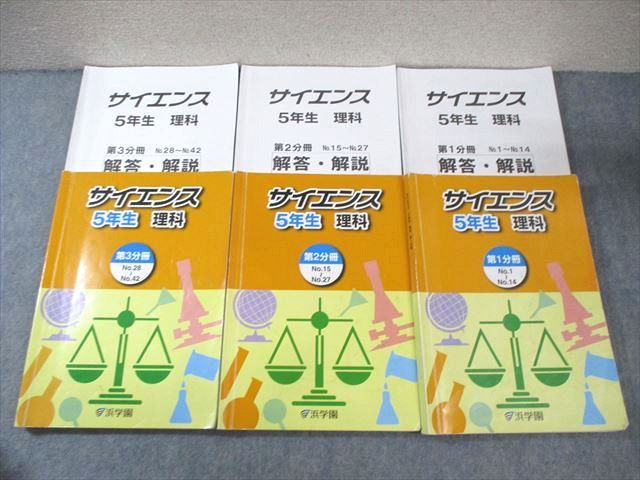 サイエンス
5年生 理科
第3分冊 No.28～No.42
解答・解説
サイエンス
5年生 理科
第2分冊 No.15～No.27
解答・解説
サイエンス
5年生 理科
第1分冊 No.1～No.14
解答・解説
サイエンス
5年生 理科
第3分冊
No.28
～
No.42
浜学園
サイエンス
5年生 理科
第2分冊
No.15
～
No.27
浜学園
サイエンス
5年生 理科
第1分冊
No.1
～
No.14
浜学園